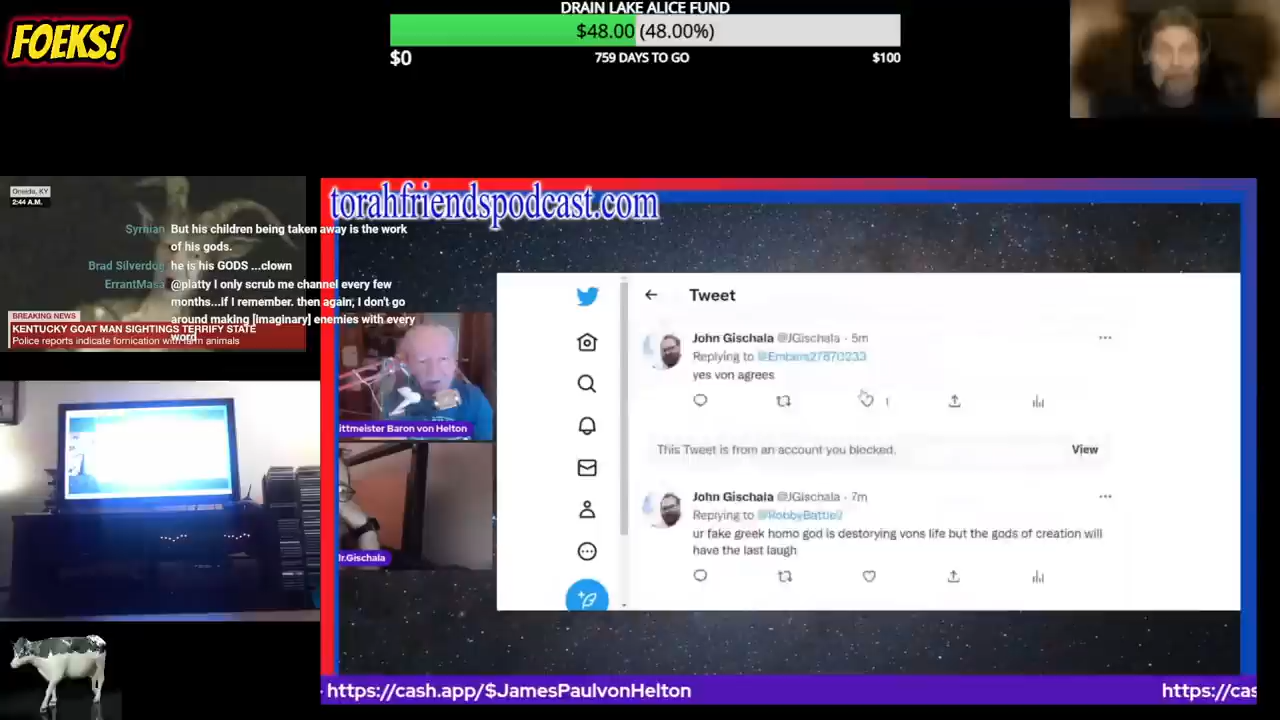 FOEKS!
DRAIN LAKE ALICE FUND
$48.00 (48.00%)
$0
759 DAYS TO GO
$100
Oneida, KY
2:44 A.M.
Syrnian But his children being taken away is the work
of his gods.
Brad Silverdog he is his GODS ...clown
ErrantMasa @platty I only scrub me channel every few
months...if I remember. then again, I don't go
around making [imaginary] enemies with every
word
BREAKING NEWS
KENTUCKY GOAT MAN SIGHTINGS TERRIFY STATE
Police reports indicate fornication with farm animals
torahfriendspodcast.com
ittmeister Baron von Helton
Mr.Gischala
Tweet
John Gischala @JGischala · 5m
Replying to
yes von agrees
1
This Tweet is from an account you blocked.
View
John Gischala @JGischala · 7m
Replying to @RobbyBattle2
ur fake greek homo god is destorying vons life but the gods of creation will
have the last laugh
https://cash.app/$JamesPaulvonHelton
https://cas